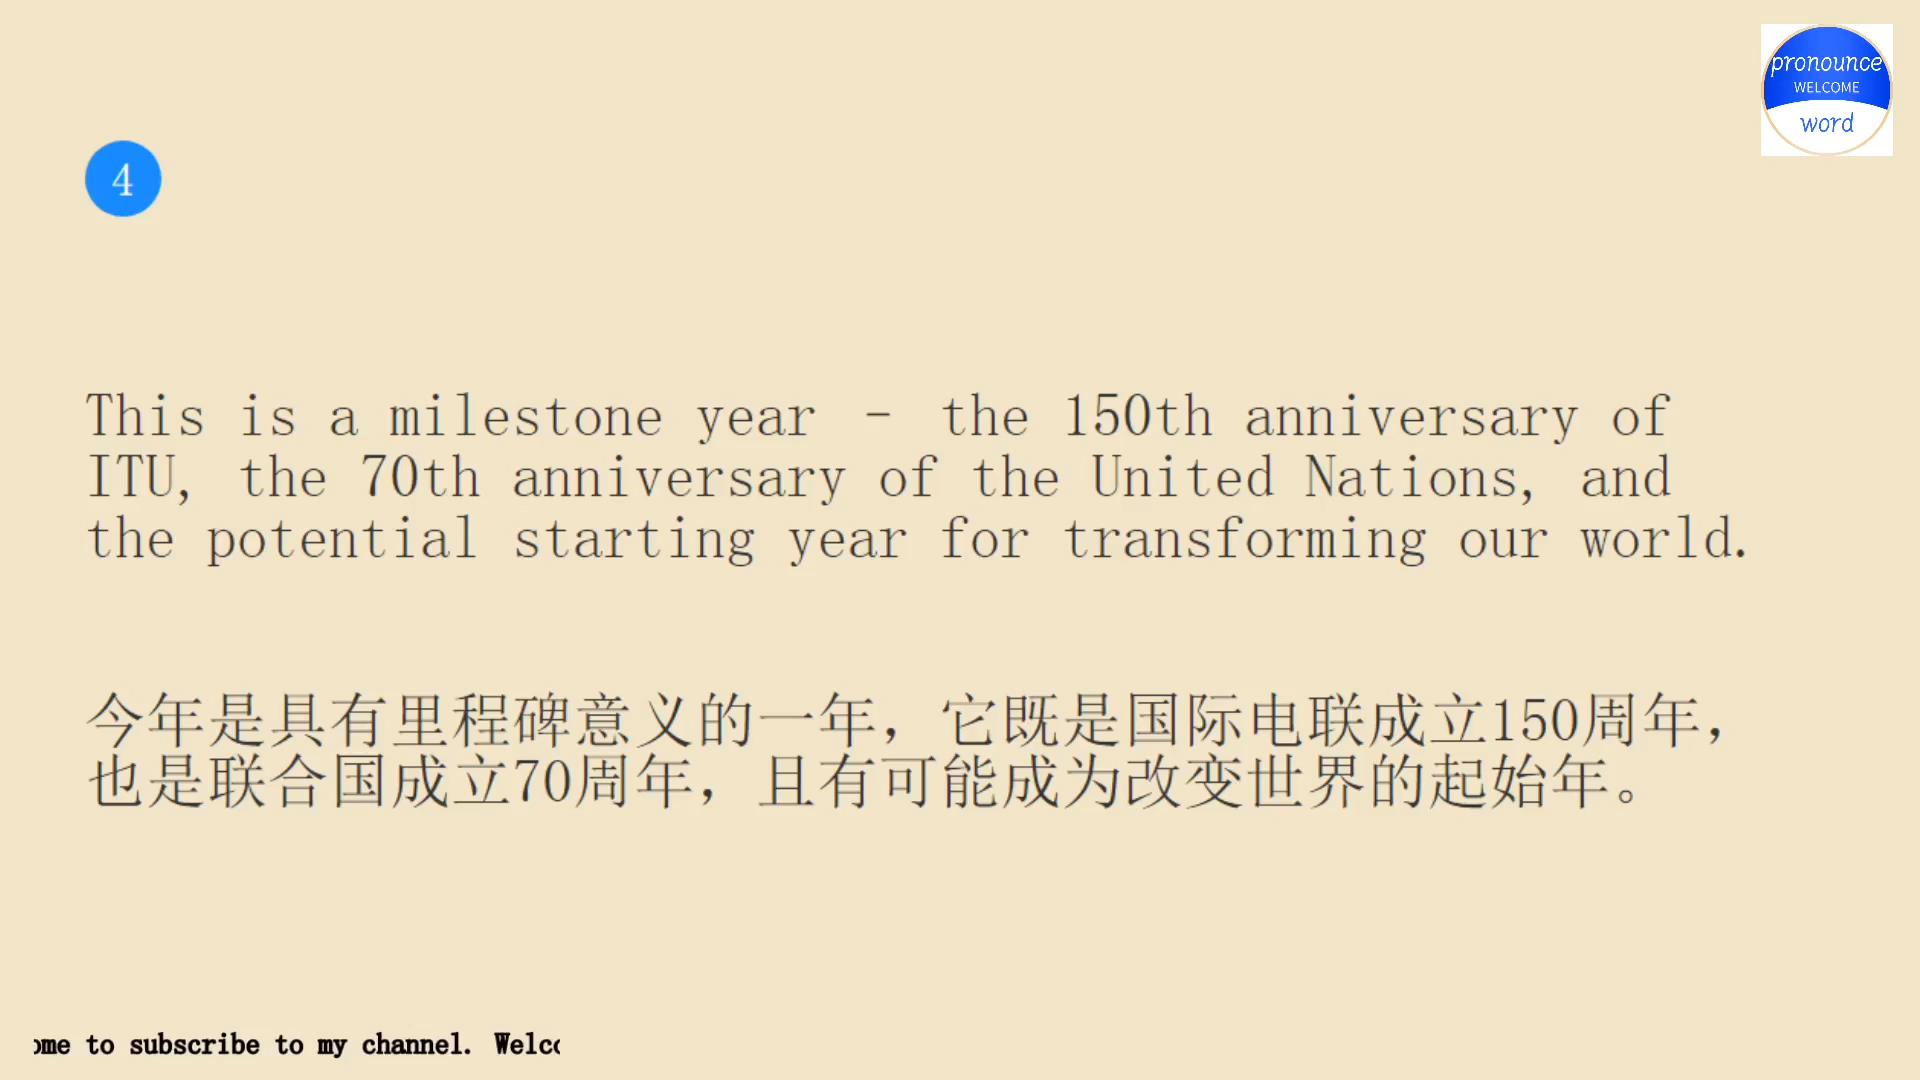 pronounce
WELCOME
word
4
This is a milestone year – the 150th anniversary of
ITU, the 70th anniversary of the United Nations, and
the potential starting year for transforming our world.
今年是具有里程碑意义的一年，它既是国际电联成立150周年，
也是联合国成立70周年，且有可能成为改变世界的起始年。
ome to subscribe to my channel. Welco